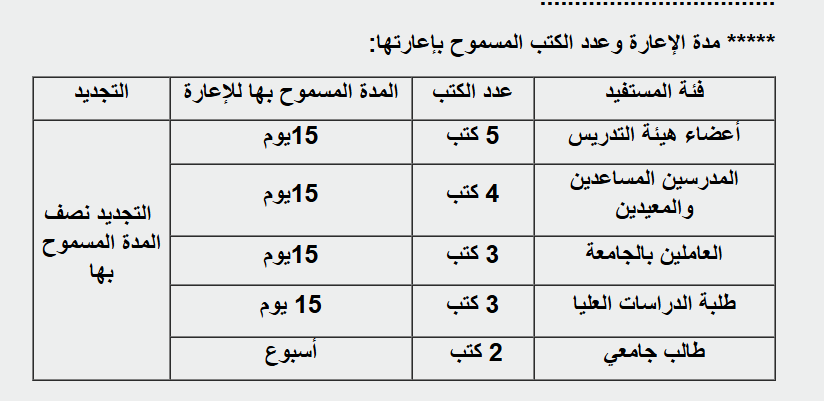 ................................
***** مدة الإعارة وعدد الكتب المسموح بإعارتها:
فئة المستفيد عدد الكتب المدة المسموح بها للإعارة التجديد
أعضاء هيئة التدريس 5 كتب 15يوم
المدرسين المساعدين
والمعيدين 4 كتب 15يوم
العاملين بالجامعة 3 كتب 15يوم
طلبة الدراسات العليا 3 كتب 15 يوم
طالب جامعي 2 كتب أسبوع
التجديد نصف
المدة المسموح
بها